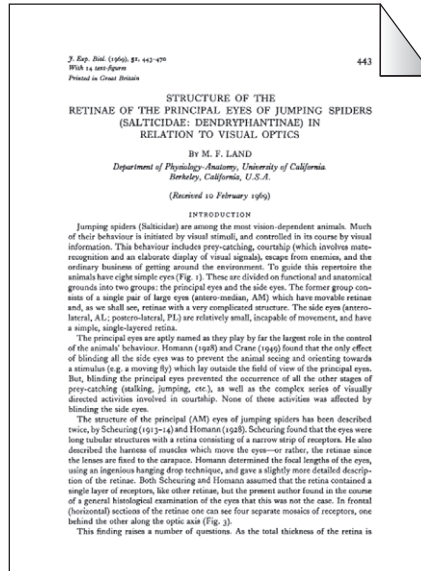 J. Exp. Biol. (1969), 51, 443-470
With 14 text-figures
Printed in Great Britain
443
STRUCTURE OF THE
RETINAE OF THE PRINCIPAL EYES OF JUMPING SPIDERS
(SALTICIDAE: DENDRYPHANTINAE) IN
RELATION TO VISUAL OPTICS
BY M. F. LAND
Department of Physiology-Anatomy, University of California
Berkeley, California, U.S.A.
(Received 10 February 1969)
INTRODUCTION
Jumping spiders (Salticidae) are among the most vision-dependent animals. Much
of their behaviour is initiated by visual stimuli, and controlled in its course by visual
information. This behaviour includes prey-catching, courtship (which involves mate-
recognition and an elaborate display of visual signals), escape from enemies, and the
ordinary business of getting around the environment. To guide this repertoire the
animals have eight simple eyes (Fig. 1). These are divided on functional and anatomical
grounds into two groups: the principal eyes and the side eyes. The former group con-
sists of a single pair of large eyes (antero-median, AM) which have movable retinae
and, as we shall see, retinae with a very complicated structure. The side eyes (antero-
lateral, AL; postero-lateral, PL) are relatively small, incapable of movement, and have
a simple, single-layered retina.
The principal eyes are aptly named as they play by far the largest role in the control
of the animals' behaviour. Homann (1928) and Crane (1949) found that the only effect
of blinding all the side eyes was to prevent the animal seeing and orienting towards
a stimulus (e.g. a moving fly) which lay outside the field of view of the principal eyes.
But, blinding the principal eyes prevented the occurrence of all the other stages of
prey-catching (stalking, jumping, etc.), as well as the complex series of visually
directed activities involved in courtship. None of these activities was affected by
blinding the side eyes.
The structure of the principal (AM) eyes of jumping spiders has been described
twice, by Scheuring (1913-14) and Homann (1928). Scheuring found that the eyes were
long tubular structures with a retina consisting of a narrow strip of receptors. He also
described the harness of muscles which move the eyes—or rather, the retinae since
the lenses are fixed to the carapace. Homann determined the focal lengths of the eyes,
using an ingenious hanging drop technique, and gave a slightly more detailed descrip-
tion of the retinae. Both Scheuring and Homann assumed that the retina contained a
single layer of receptors, like other retinae, but the present author found in the course
of a general histological examination of the eyes that this was not the case. In frontal
(horizontal) sections of the retinae one can see four separate mosaics of receptors, one
behind the other along the optic axis (Fig. 3).
This finding raises a number of questions. As the total thickness of the retina is